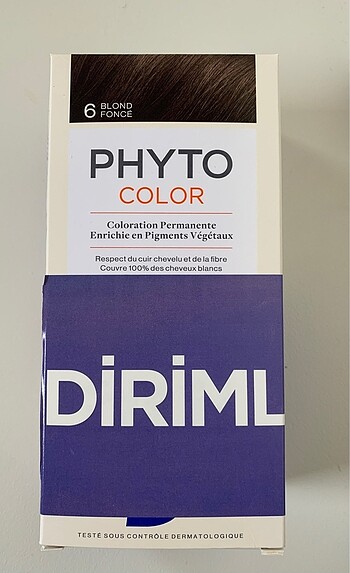 6 BLOND
FONCÉ
PHYTO
COLOR
Coloration Permanente
Enrichie en Pigments Végétaux
Respect du cuir chevelu et de la fibre
Couvre 100% des cheveux blancs
DİRİML
TESTÉ SOUS CONTRÔLE DERMATOLOGIQUE